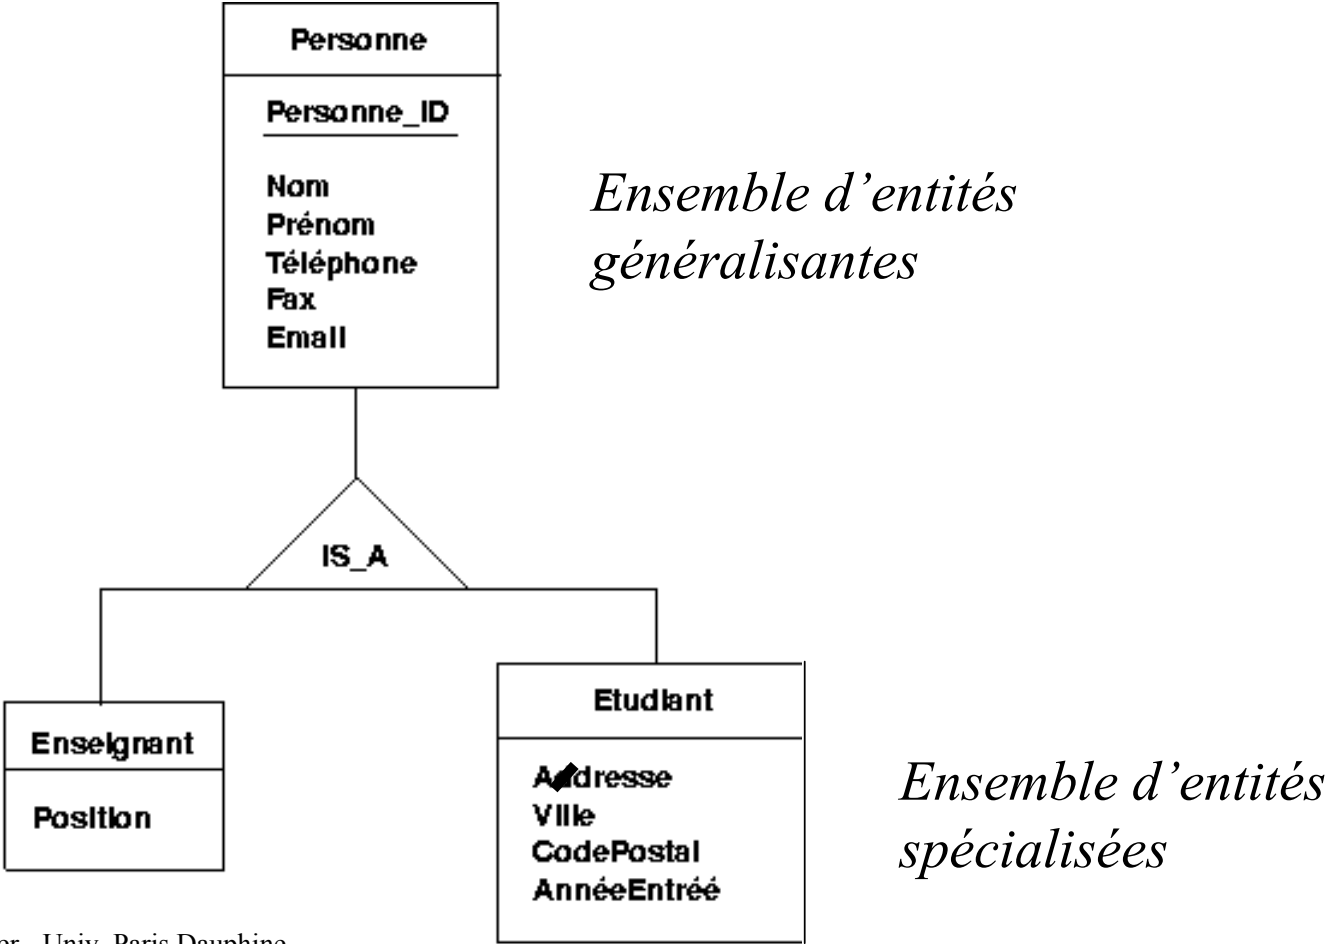 Personne
Personne_ID
Nom
Prénom
Téléphone
Fax
Email
Ensemble d'entités
généralisantes
IS_A
Enseignant
Position
Etudiant
Addresse
Ville
CodePostal
AnnéeEntréé
Ensemble d'entités
spécialisées
Univ. Paris Dauphine